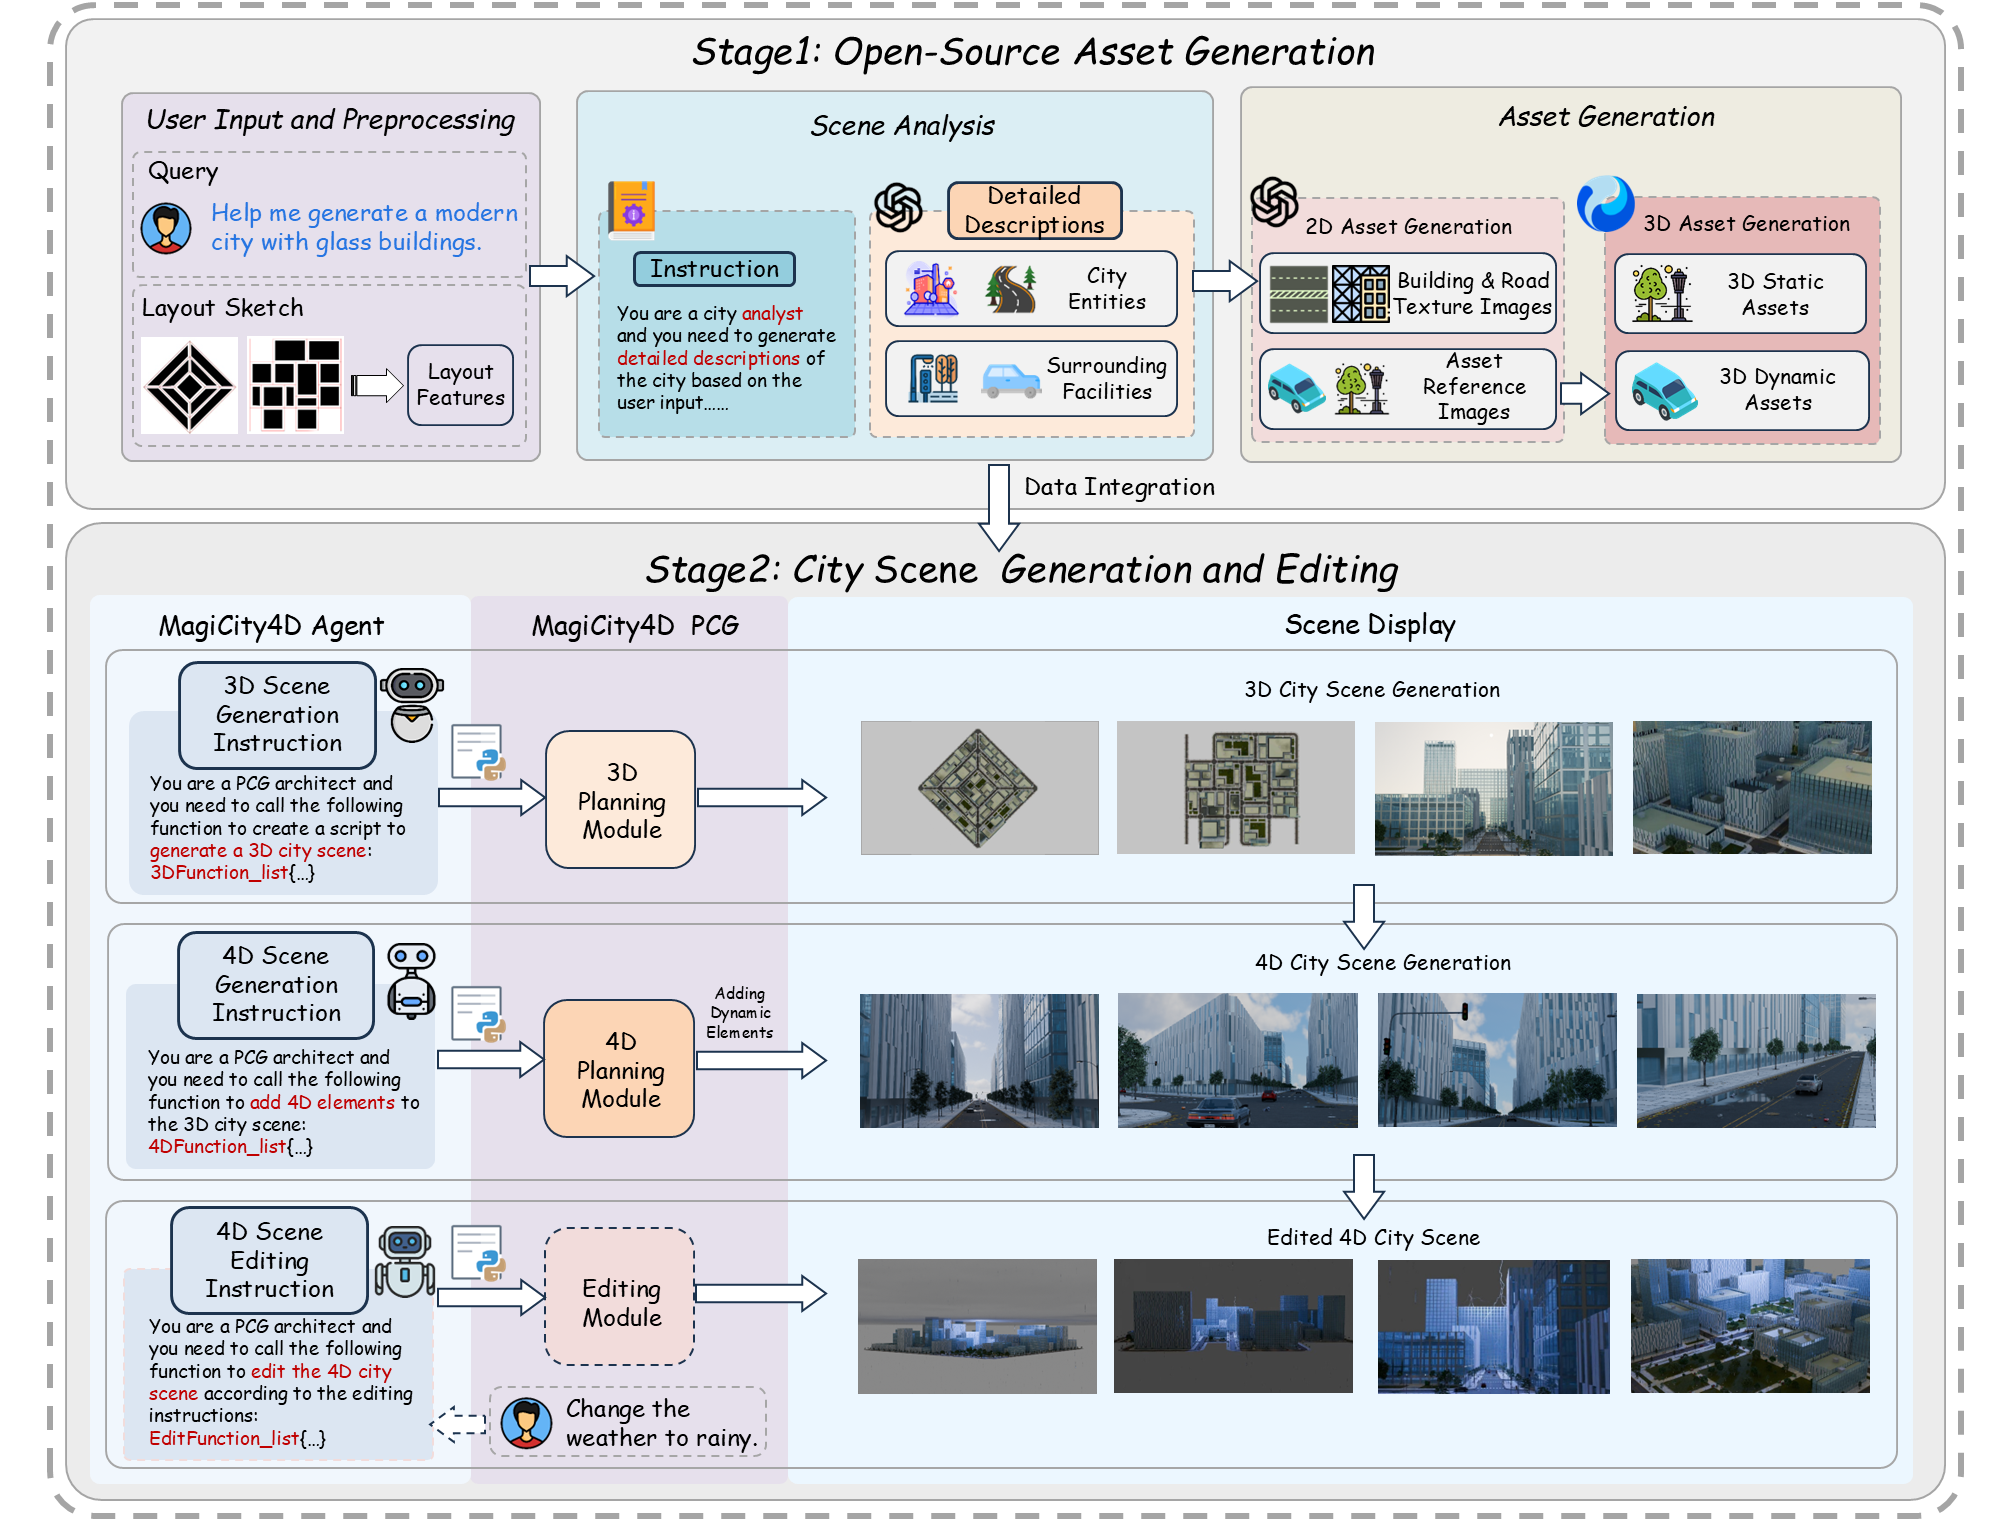 Stage1: Open-Source Asset Generation
User Input and Preprocessing
Query
Help me generate a modern
city with glass buildings.
Layout Sketch
Layout
Features
Scene Analysis
Instruction
You are a city analyst
and you need to generate
detailed descriptions of
the city based on the
user input......
Detailed
Descriptions
City
Entities
Surrounding
Facilities
Asset Generation
2D Asset Generation
Building & Road
Texture Images
Asset
Reference
Images
3D Asset Generation
3D Static
Assets
3D Dynamic
Assets
Data Integration
Stage2: City Scene Generation and Editing
MagiCity4D Agent
MagiCity4D PCG
Scene Display
3D Scene
Generation
Instruction
You are a PCG architect and
you need to call the following
function to create a script to
generate a 3D city scene:
3DFunction_list{...}
3D
Planning
Module
3D City Scene Generation
4D Scene
Generation
Instruction
You are a PCG architect and
you need to call the following
function to add 4D elements to
the 3D city scene:
4DFunction_list{...}
4D
Planning
Module
Adding
Dynamic
Elements
4D City Scene Generation
4D Scene
Editing
Instruction
You are a PCG architect and
you need to call the following
function to edit the 4D city
scene according to the editing
instructions:
EditFunction_list{...}
Editing
Module
Change the
weather to rainy.
Edited 4D City Scene